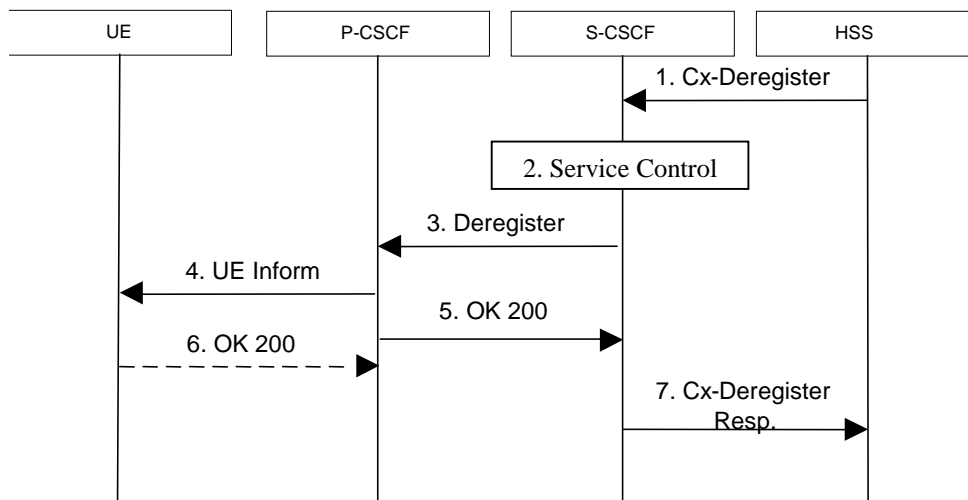 UE
P-CSCF
S-CSCF
HSS
1. Cx-Deregister
2. Service Control
3. Deregister
4. UE Inform
5. OK 200
6. OK 200
7. Cx-Deregister
Resp.